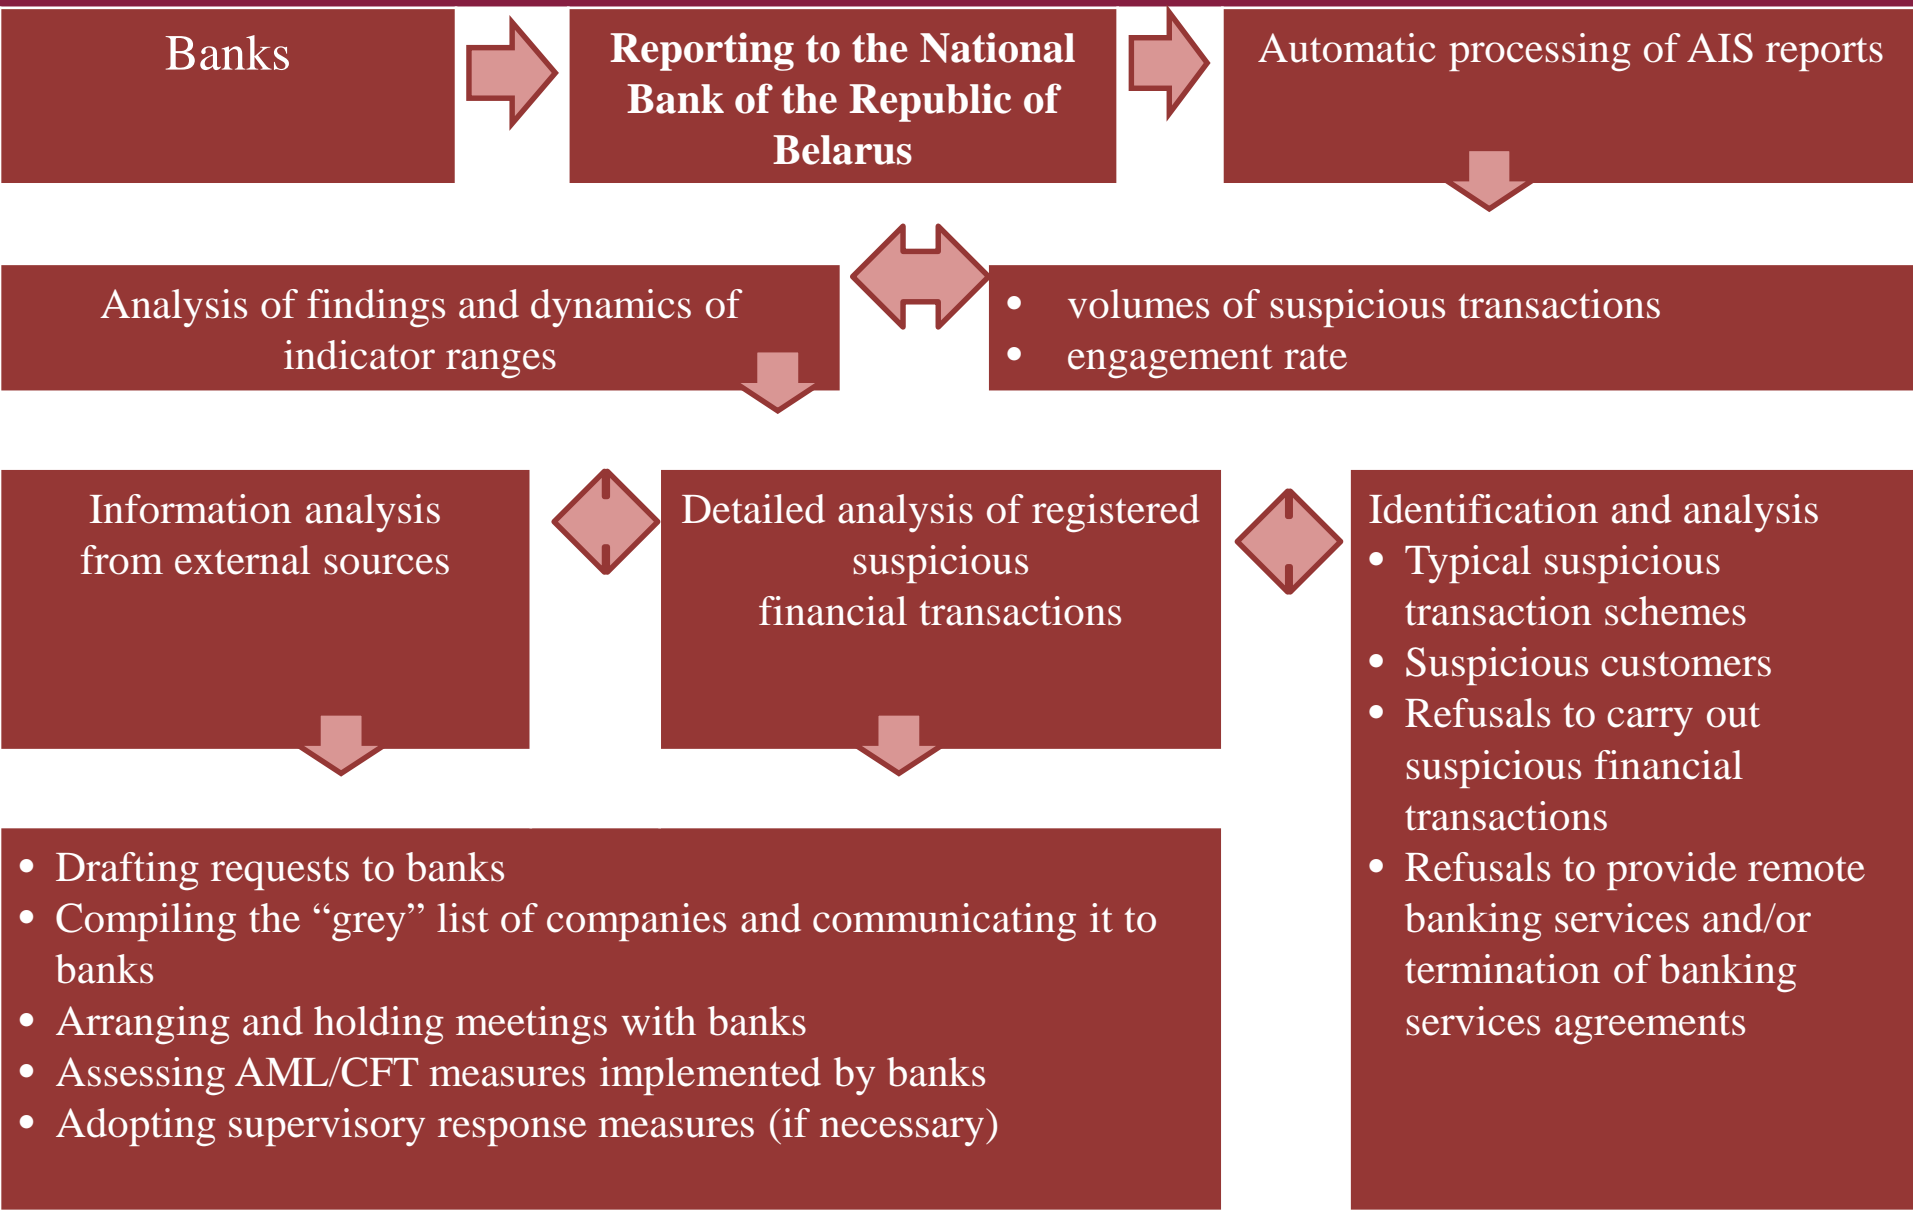 Banks
Reporting to the National
Bank of the Republic of
Belarus
Automatic processing of AIS reports
Analysis of findings and dynamics of
indicator ranges
• volumes of suspicious transactions
• engagement rate
Information analysis
from external sources
Detailed analysis of registered
suspicious
financial transactions
Identification and analysis
• Typical suspicious
transaction schemes
• Suspicious customers
• Refusals to carry out
suspicious financial
transactions
• Refusals to provide remote
banking services and/or
termination of banking
services agreements
• Drafting requests to banks
• Compiling the “grey” list of companies and communicating it to
banks
• Arranging and holding meetings with banks
• Assessing AML/CFT measures implemented by banks
• Adopting supervisory response measures (if necessary)